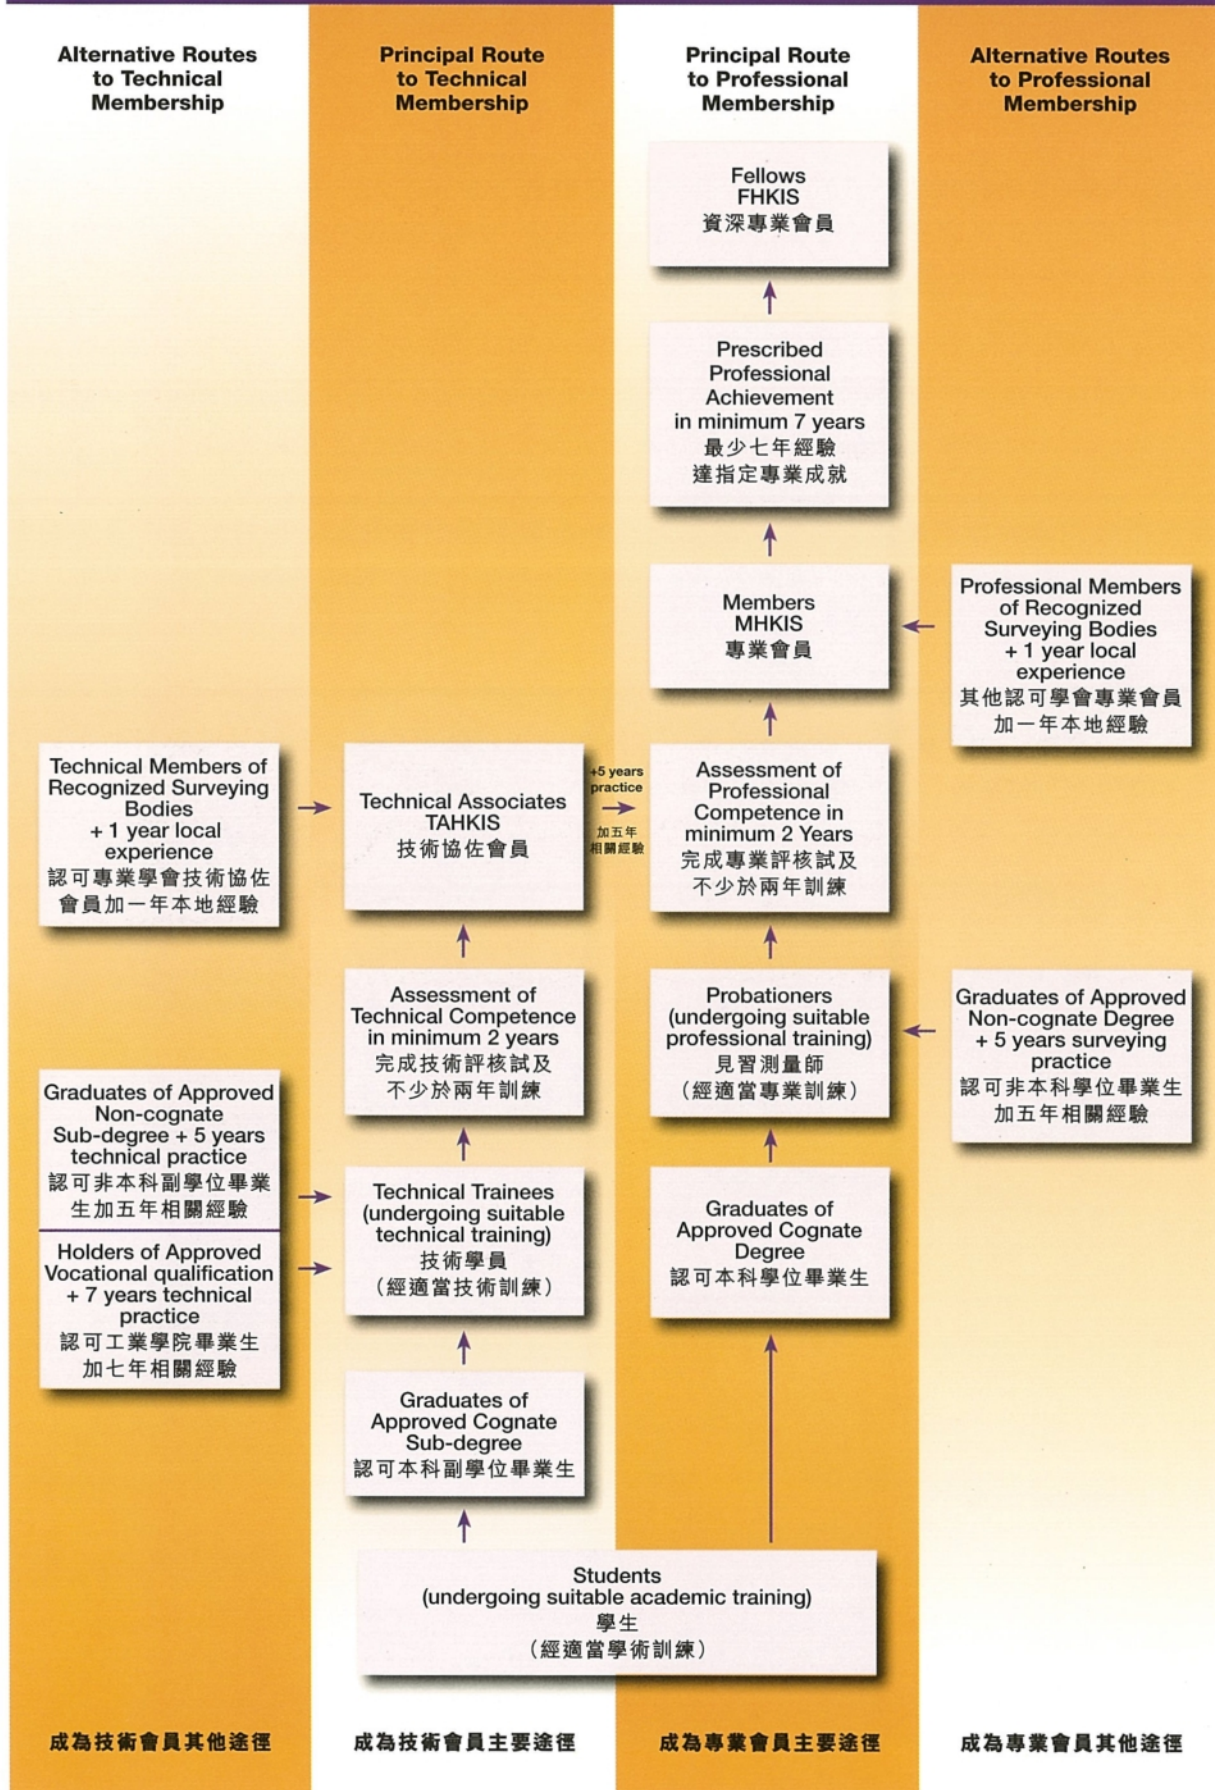 Alternative Routes
to Technical
Membership
Principal Route
to Technical
Membership
Principal Route
to Professional
Membership
Alternative Routes
to Professional
Membership
Fellows
FHKIS
資深專業會員
Prescribed
Professional
Achievement
in minimum 7 years
最少七年經驗
達指定專業成就
Members
MHKIS
專業會員
Professional Members
of Recognized
Surveying Bodies
+ 1 year local
experience
其他認可學會專業會員
加一年本地經驗
Technical Members of
Recognized Surveying
Bodies
+ 1 year local
experience
認可專業學會技術協佐
會員加一年本地經驗
Technical Associates
TAHKIS
技術協佐會員
+5 years
practice
加五年
相關經驗
Assessment of
Professional
Competence in
minimum 2 Years
完成專業評核試及
不少於兩年訓練
Assessment of
Technical Competence
in minimum 2 years
完成技術評核試及
不少於兩年訓練
Probationers
(undergoing suitable
professional training)
見習測量師
（經適當專業訓練）
Graduates of Approved
Non-cognate Degree
+ 5 years surveying
practice
認可非本科學位畢業生
加五年相關經驗
Graduates of Approved
Non-cognate
Sub-degree + 5 years
technical practice
認可非本科副學位畢業
生加五年相關經驗
Holders of Approved
Vocational qualification
+ 7 years technical
practice
認可工業學院畢業生
加七年相關經驗
Technical Trainees
(undergoing suitable
technical training)
技術學員
（經適當技術訓練）
Graduates of
Approved Cognate
Degree
認可本科學位畢業生
Graduates of
Approved Cognate
Sub-degree
認可本科副學位畢業生
Students
(undergoing suitable academic training)
學生
（經適當學術訓練）
成為技術會員其他途徑
成為技術會員主要途徑
成為專業會員主要途徑
成為專業會員其他途徑